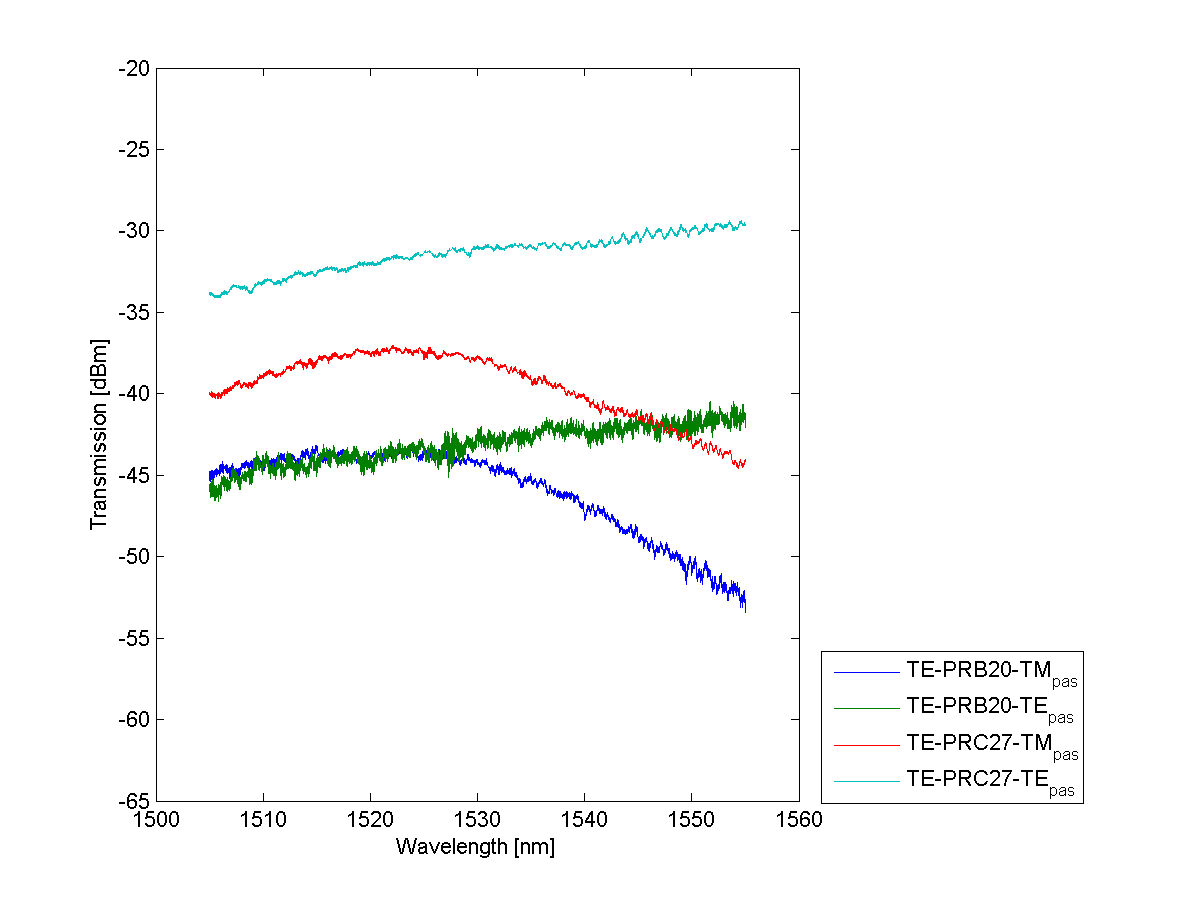 -20
-25
-30
-35
-40
-45
-50
-55
-60
-65
Transmission [dBm]
1500 1510 1520 1530 1540 1550 1560
Wavelength [nm]
TE-PRB20-TMpas
TE-PRB20-TEpas
TE-PRC27-TMpas
TE-PRC27-TEpas